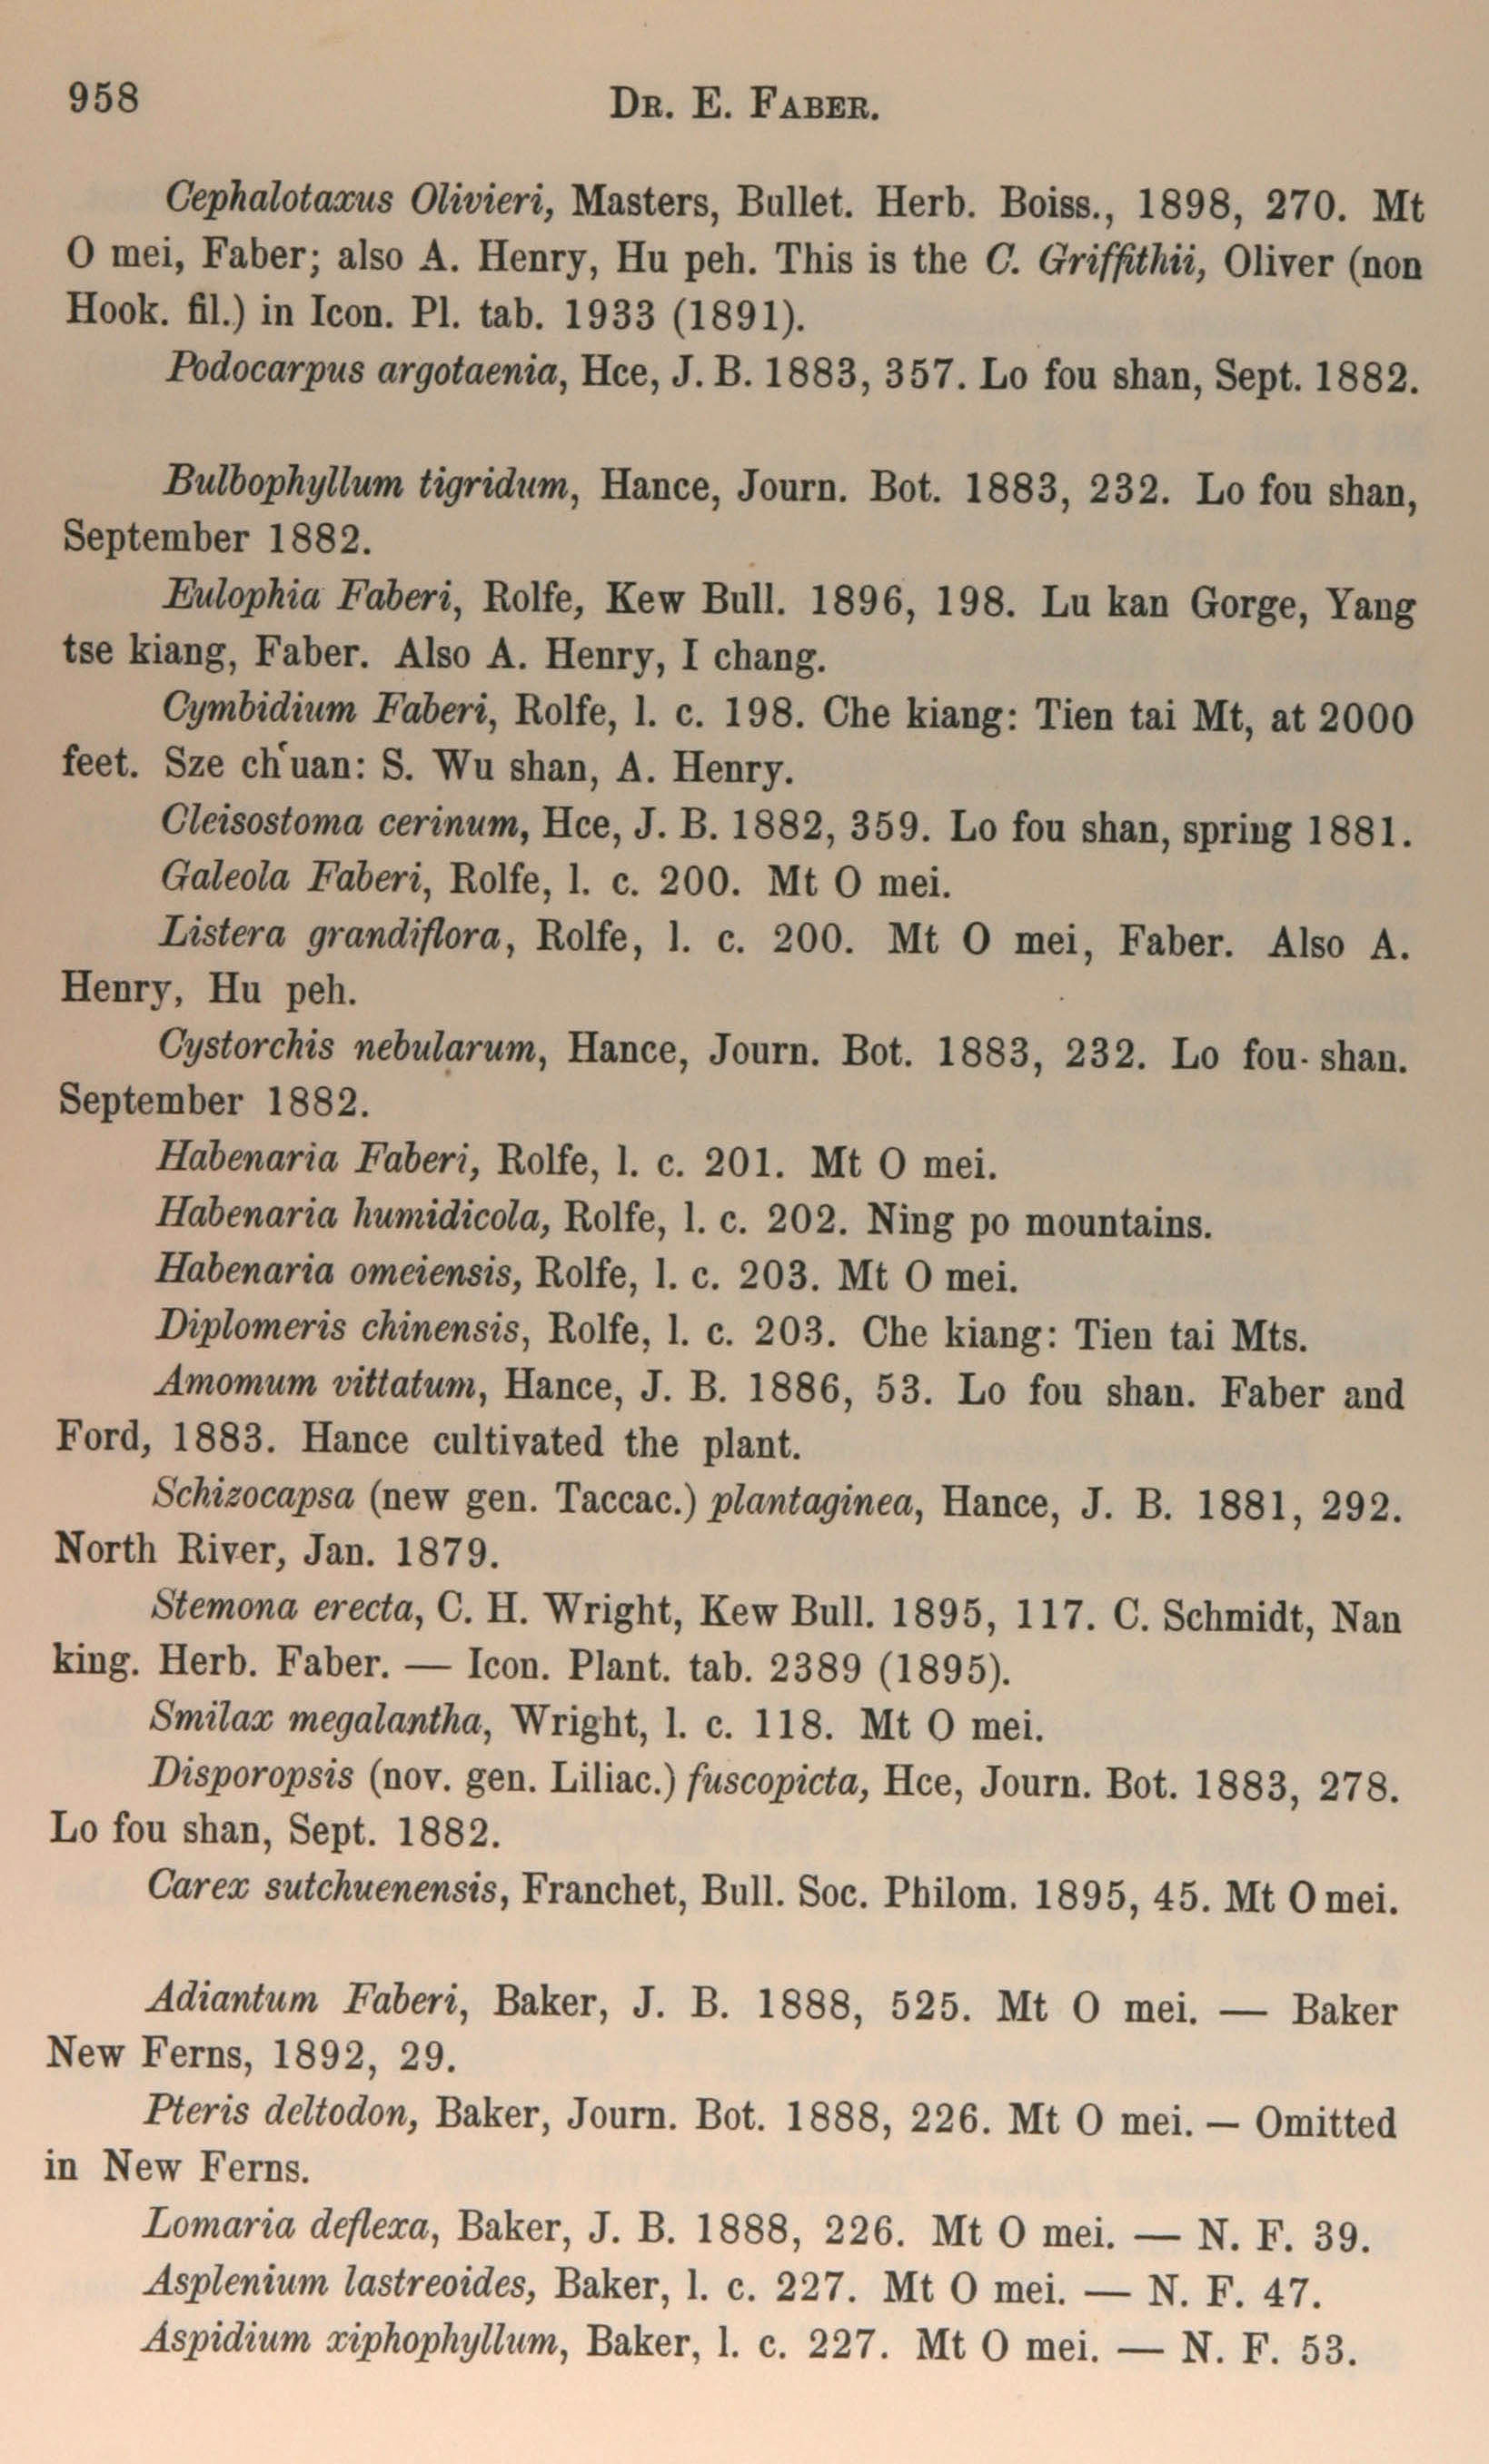 958
DR. E. FABER.
Cephalotaxus Olivieri, Masters, Bullet. Herb. Boiss., 1898, 270. Mt
O mei, Faber; also A. Henry, Hu peh. This is the C. Griffithii, Oliver (non
Hook. fil.) in Icon. Pl. tab. 1933 (1891).
Podocarpus argotaenia, Hce, J. B. 1883, 357. Lo fou shan, Sept. 1882.
Bulbophyllum tigridum, Hance, Journ. Bot. 1883, 232. Lo fou shan,
September 1882.
Eulophia Faberi, Rolfe, Kew Bull. 1896, 198. Lu kan Gorge, Yang
tse kiang, Faber. Also A. Henry, I chang.
Cymbidium Faberi, Rolfe, l. c. 198. Che kiang: Tien tai Mt, at 2000
feet. Sze chʻuan: S. Wu shan, A. Henry.
Cleisostoma cerinum, Hce, J. B. 1882, 359. Lo fou shan, spring 1881.
Galeola Faberi, Rolfe, l. c. 200. Mt O mei.
Listera grandiflora, Rolfe, l. c. 200. Mt O mei, Faber. Also A.
Henry, Hu peh.
Cystorchis nebularum, Hance, Journ. Bot. 1883, 232. Lo fou- shan.
September 1882.
Habenaria Faberi, Rolfe, l. c. 201. Mt O mei.
Habenaria humidicola, Rolfe, l. c. 202. Ning po mountains.
Habenaria omeiensis, Rolfe, l. c. 203. Mt O mei.
Diplomeris chinensis, Rolfe, l. c. 203. Che kiang: Tien tai Mts.
Amomum vittatum, Hance, J. B. 1886, 53. Lo fou shan. Faber and
Ford, 1883. Hance cultivated the plant.
Schizocapsa (new gen. Taccac.) plantaginea, Hance, J. B. 1881, 292.
North River, Jan. 1879.
Stemona erecta, C. H. Wright, Kew Bull. 1895, 117. C. Schmidt, Nan
king. Herb. Faber. — Icon. Plant. tab. 2389 (1895).
Smilax megalantha, Wright, l. c. 118. Mt O mei.
Disporopsis (nov. gen. Liliac.) fuscopicta, Hce, Journ. Bot. 1883, 278.
Lo fou shan, Sept. 1882.
Carex sutchuenensis, Franchet, Bull. Soc. Philom. 1895, 45. Mt O mei.
Adiantum Faberi, Baker, J. B. 1888, 525. Mt O mei. — Baker
New Ferns, 1892, 29.
Pteris deltodon, Baker, Journ. Bot. 1888, 226. Mt O mei. — Omitted
in New Ferns.
Lomaria deflexa, Baker, J. B. 1888, 226. Mt O mei. — N. F. 39.
Asplenium lastreoides, Baker, l. c. 227. Mt O mei. — N. F. 47.
Aspidium xiphophyllum, Baker, l. c. 227. Mt O mei. — N. F. 53.